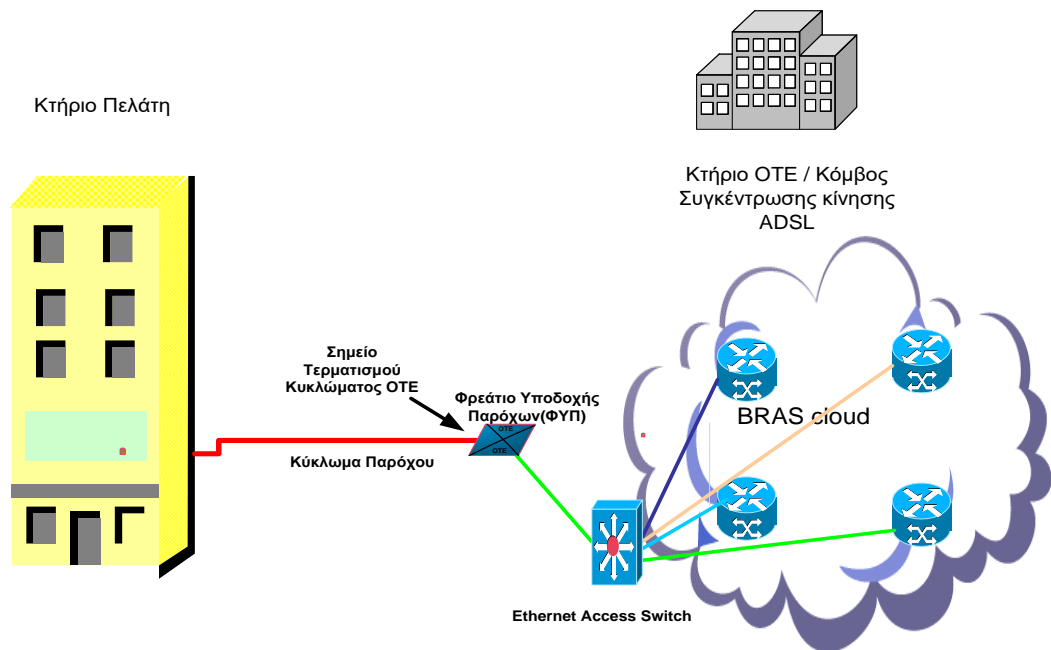 Κτήριο Πελάτη
Κτήριο ΟΤΕ / Κόμβος
Συγκέντρωσης κίνησης
ADSL
Σημείο
Τερματισμού
Κυκλώματος ΟΤΕ
Φρεάτιο Υποδοχής
Παρόχων(ΦΥΠ)
OTE
OTE
Κύκλωμα Παρόχου
BRAS cloud
Ethernet Access Switch